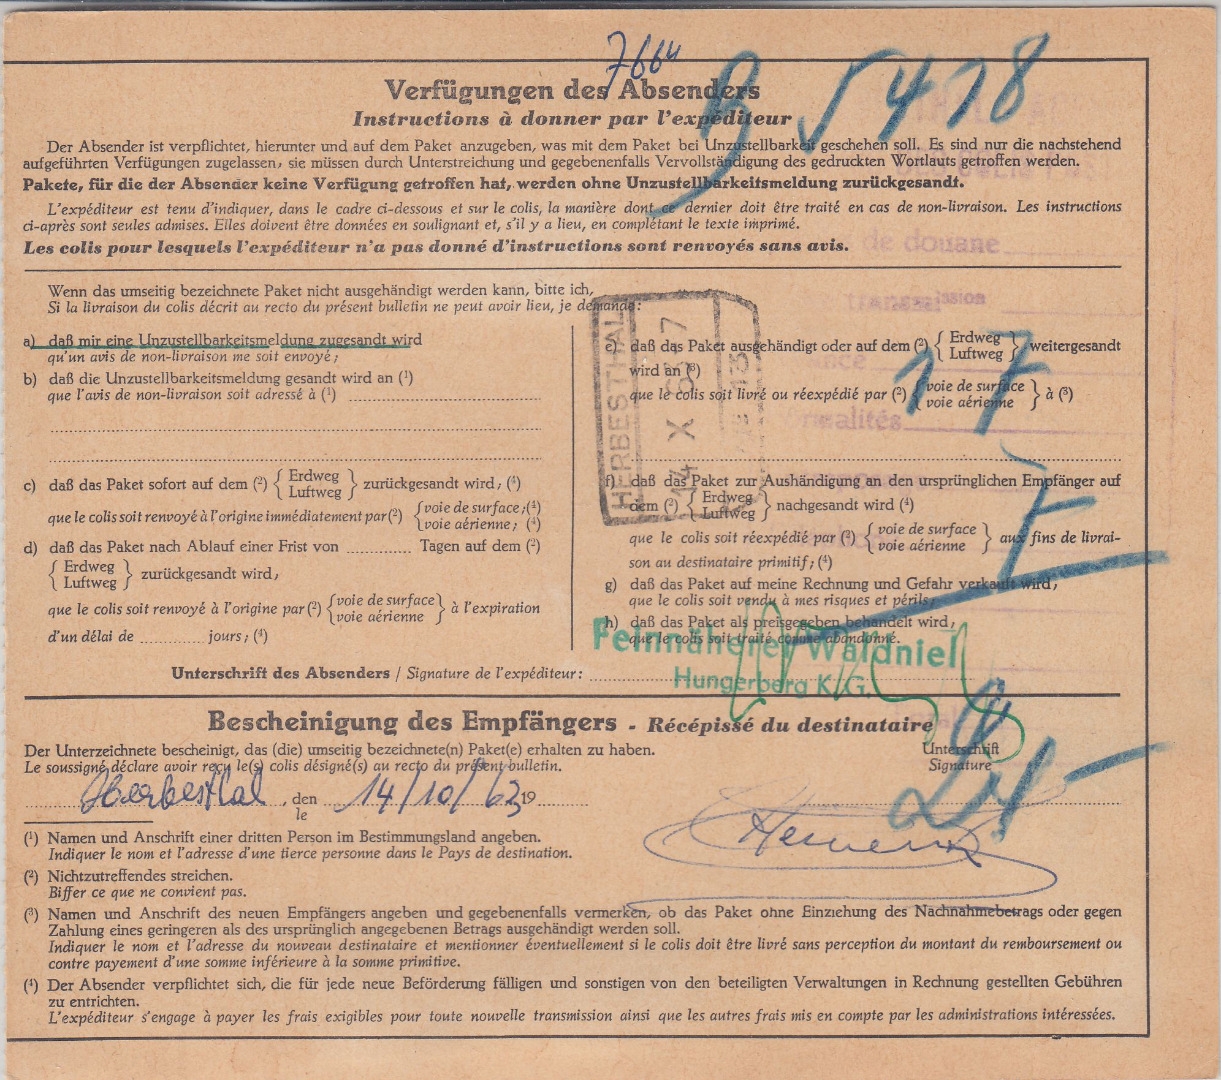 7664
B 5478
Verfügungen des Absenders
Instructions à donner par l'expéditeur
Der Absender ist verpflichtet, hierunter und auf dem Paket anzugeben, was mit dem Paket bei Unzustellbarkeit geschehen soll. Es sind nur die nachstehend
aufgeführten Verfügungen zugelassen; sie müssen durch Unterstreichung und gegebenenfalls Vervollständigung des gedruckten Wortlauts getroffen werden.
Pakete, für die der Absender keine Verfügung getroffen hat, werden ohne Unzustellbarkeitsmeldung zurückgesandt.
L'expéditeur est tenu d'indiquer, dans le cadre ci-dessous et sur le colis, la manière dont ce dernier doit être traité en cas de non-livraison. Les instructions
ci-après sont seules admises. Elles doivent être données en soulignant et, s'il y a lieu, en complétant le texte imprimé.
Les colis pour lesquels l'expéditeur n'a pas donné d'instructions sont renvoyés sans avis.
de douane
Wenn das umseitig bezeichnete Paket nicht ausgehändigt werden kann, bitte ich,
Si la livraison du colis décrit au recto du présent bulletin ne peut avoir lieu, je demande:
a) daß mir eine Unzustellbarkeitsmeldung zugesandt wird
qu'un avis de non-livraison me soit envoyé;
b) daß die Unzustellbarkeitsmeldung gesandt wird an (1)
que l'avis de non-livraison soit adressé à (1)
c) daß das Paket sofort auf dem (2) { Erdweg Luftweg } zurückgesandt wird; (4)
que le colis soit renvoyé à l'origine immédiatement par (2) { voie de surface; (4) voie aérienne; (4)
d) daß das Paket nach Ablauf einer Frist von Tagen auf dem (2)
{ Erdweg Luftweg } zurückgesandt wird;
que le colis soit renvoyé à l'origine par (2) { voie de surface voie aérienne } à l'expiration
d'un délai de jours; (4)
HERBESTHAL
14 X
e) daß das Paket ausgehändigt oder auf dem (2) { Erdweg Luftweg } weitergesandt
wird an (3)
que le colis soit livré ou réexpédié par (2) { voie de surface voie aérienne } à (3)
17
f) daß das Paket zur Aushändigung an den ursprünglichen Empfänger auf
dem (2) { Erdweg Luftweg } nachgesandt wird (4)
que le colis soit réexpédié par (2) { voie de surface voie aérienne } aux fins de livrai-
son au destinataire primitif; (4)
g) daß das Paket auf meine Rechnung und Gefahr verkauft wird;
que le colis soit vendu à mes risques et périls;
h) daß das Paket als preisgegeben behandelt wird;
que le colis soit traité comme abandonné.
Feinnäherei Waldniel
Hungerberg K.G.
Unterschrift des Absenders / Signature de l'expéditeur:
Bescheinigung des Empfängers - Récépissé du destinataire
Der Unterzeichnete bescheinigt, das (die) umseitig bezeichnete(n) Paket(e) erhalten zu haben.
Le soussigné déclare avoir reçu le(s) colis désigné(s) au recto du présent bulletin.
Unterschrift
Signature
Herbesthal, den le 14/10/63 19
(1) Namen und Anschrift einer dritten Person im Bestimmungsland angeben.
Indiquer le nom et l'adresse d'une tierce personne dans le Pays de destination.
(2) Nichtzutreffendes streichen.
Biffer ce que ne convient pas.
(3) Namen und Anschrift des neuen Empfängers angeben und gegebenenfalls vermerken, ob das Paket ohne Einziehung des Nachnahmebetrags oder gegen
Zahlung eines geringeren als des ursprünglich angegebenen Betrags ausgehändigt werden soll.
Indiquer le nom et l'adresse du nouveau destinataire et mentionner éventuellement si le colis doit être livré sans perception du montant du remboursement ou
contre payement d'une somme inférieure à la somme primitive.
(4) Der Absender verpflichtet sich, die für jede neue Beförderung fälligen und sonstigen von den beteiligten Verwaltungen in Rechnung gestellten Gebühren
zu entrichten.
L'expéditeur s'engage à payer les frais exigibles pour toute nouvelle transmission ainsi que les autres frais mis en compte par les administrations intéressées.